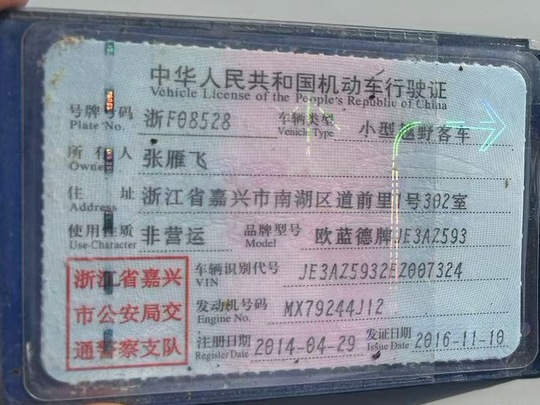 中华人民共和国机动车行驶证
Vehicle License of the People's Republic of China
号牌号码 浙F08528 车辆类型 小型越野客车
Plate No. Vehicle Type
所有人 张雁飞
Owner
住址 浙江省嘉兴市南湖区道前里1号302室
Address
使用性质 非营运 品牌型号 欧蓝德牌JE3AZ593
Use Character Model
浙江省嘉兴
市公安局交
通警察支队
车辆识别代号 JE3AZ59325Z007324
VIN
发动机号码 MX79244J12
Engine No.
注册日期 2014-04-29 发证日期 2016-11-10
Register Date Issue Date